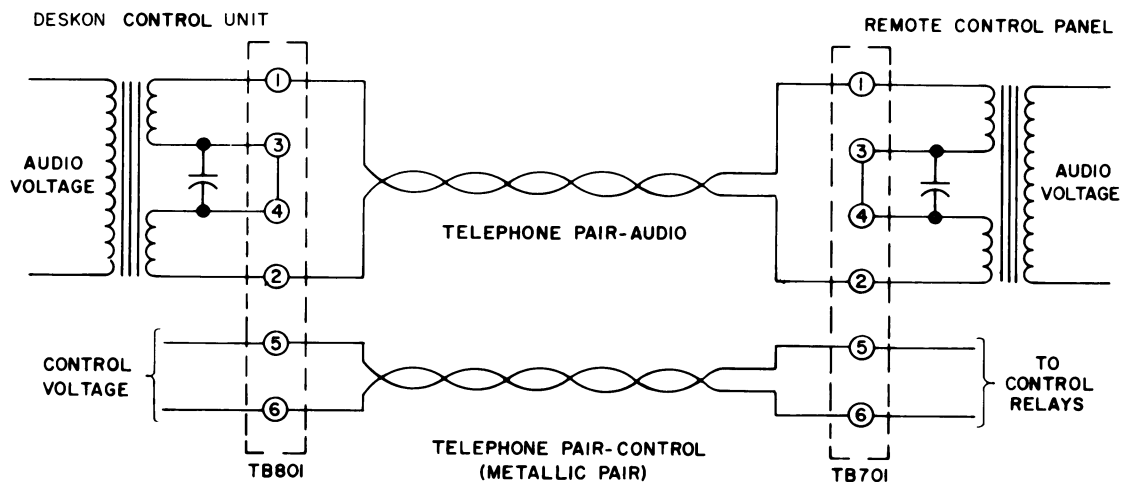 DESKON CONTROL UNIT
REMOTE CONTROL PANEL
1
3
4
2
5
6
AUDIO
VOLTAGE
CONTROL
VOLTAGE
TB801
TELEPHONE PAIR-AUDIO
TELEPHONE PAIR-CONTROL
(METALLIC PAIR)
1
3
4
2
5
6
AUDIO
VOLTAGE
TO
CONTROL
RELAYS
TB701